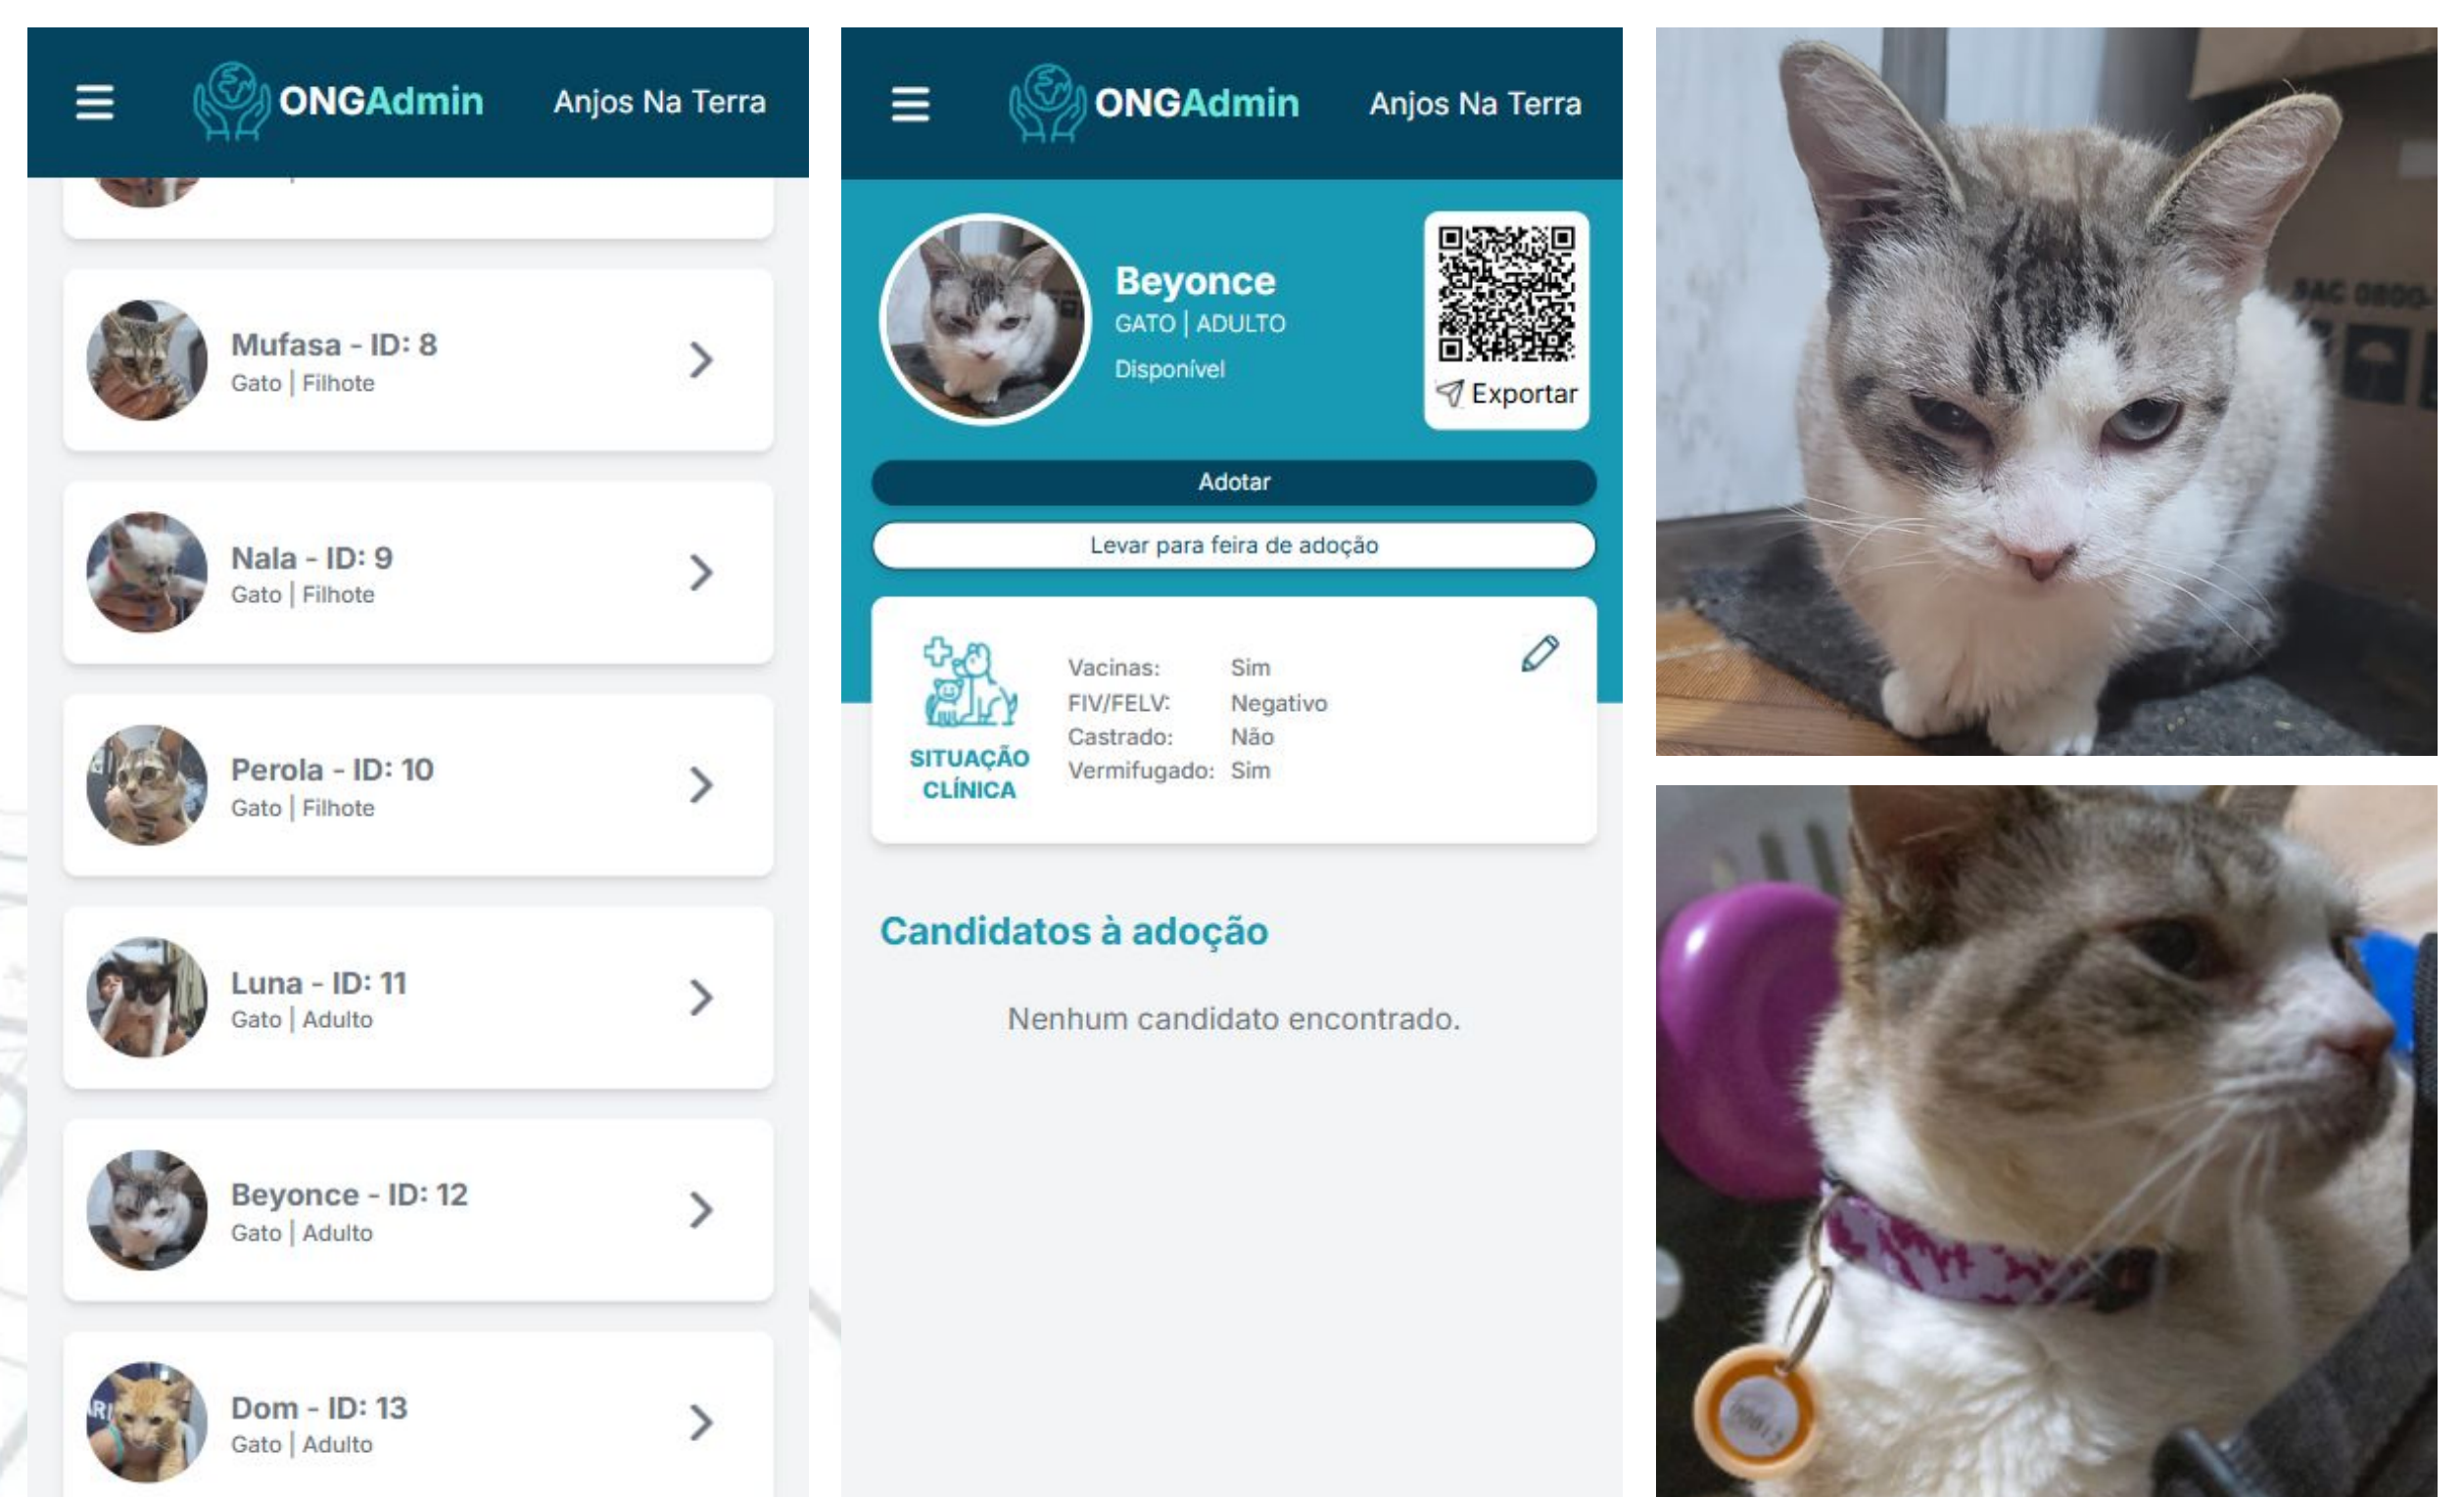 ONGAdmin
Anjos Na Terra
Mufasa - ID: 8
Gato | Filhote
Nala - ID: 9
Gato | Filhote
Perola - ID: 10
Gato | Filhote
Luna - ID: 11
Gato | Adulto
Beyonce - ID: 12
Gato | Adulto
Dom - ID: 13
Gato | Adulto
ONGAdmin
Anjos Na Terra
Beyonce
GATO | ADULTO
Disponível
Exportar
Adotar
Levar para feira de adoção
SITUAÇÃO
CLÍNICA
Vacinas: Sim
FIV/FELV: Negativo
Castrado: Não
Vermifugado: Sim
Candidatos à adoção
Nenhum candidato encontrado.
SAC 0800-
00012